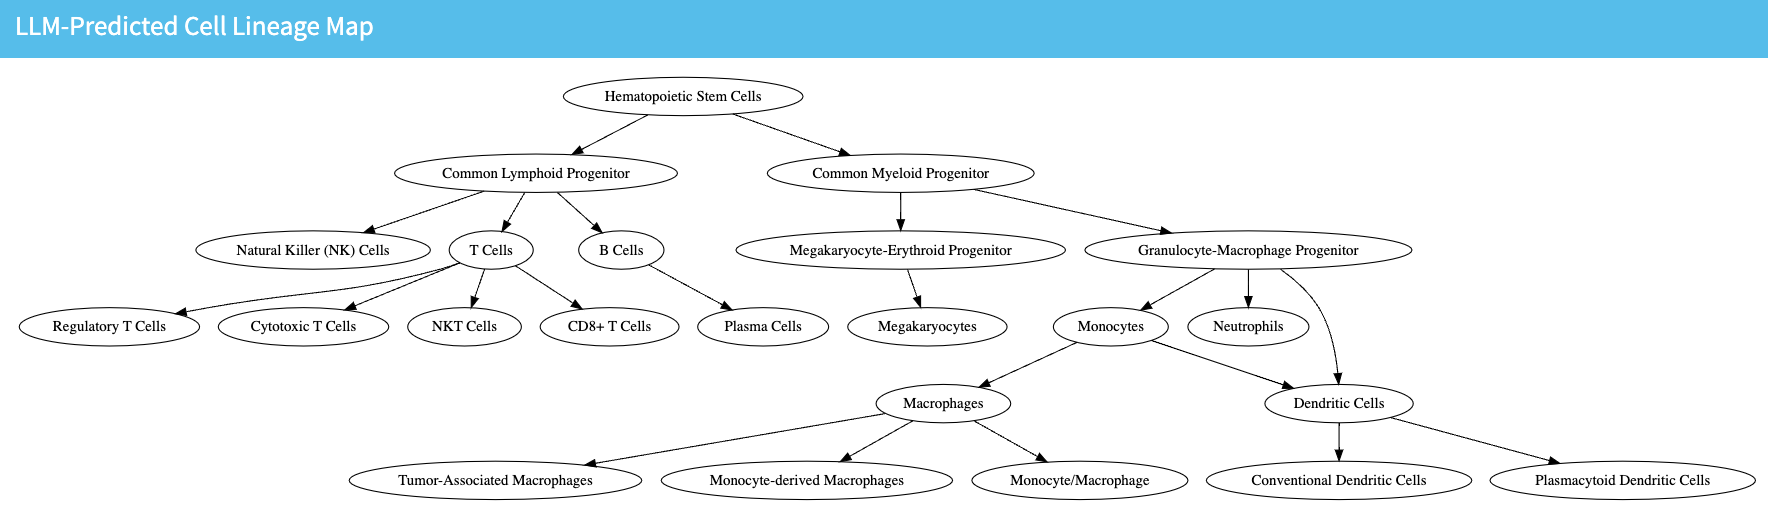 LLM-Predicted Cell Lineage Map
Hematopoietic Stem Cells
Common Lymphoid Progenitor
Common Myeloid Progenitor
Natural Killer (NK) Cells
T Cells
B Cells
Megakaryocyte-Erythroid Progenitor
Granulocyte-Macrophage Progenitor
Regulatory T Cells
Cytotoxic T Cells
NKT Cells
CD8+ T Cells
Plasma Cells
Megakaryocytes
Monocytes
Neutrophils
Macrophages
Dendritic Cells
Tumor-Associated Macrophages
Monocyte-derived Macrophages
Monocyte/Macrophage
Conventional Dendritic Cells
Plasmacytoid Dendritic Cells